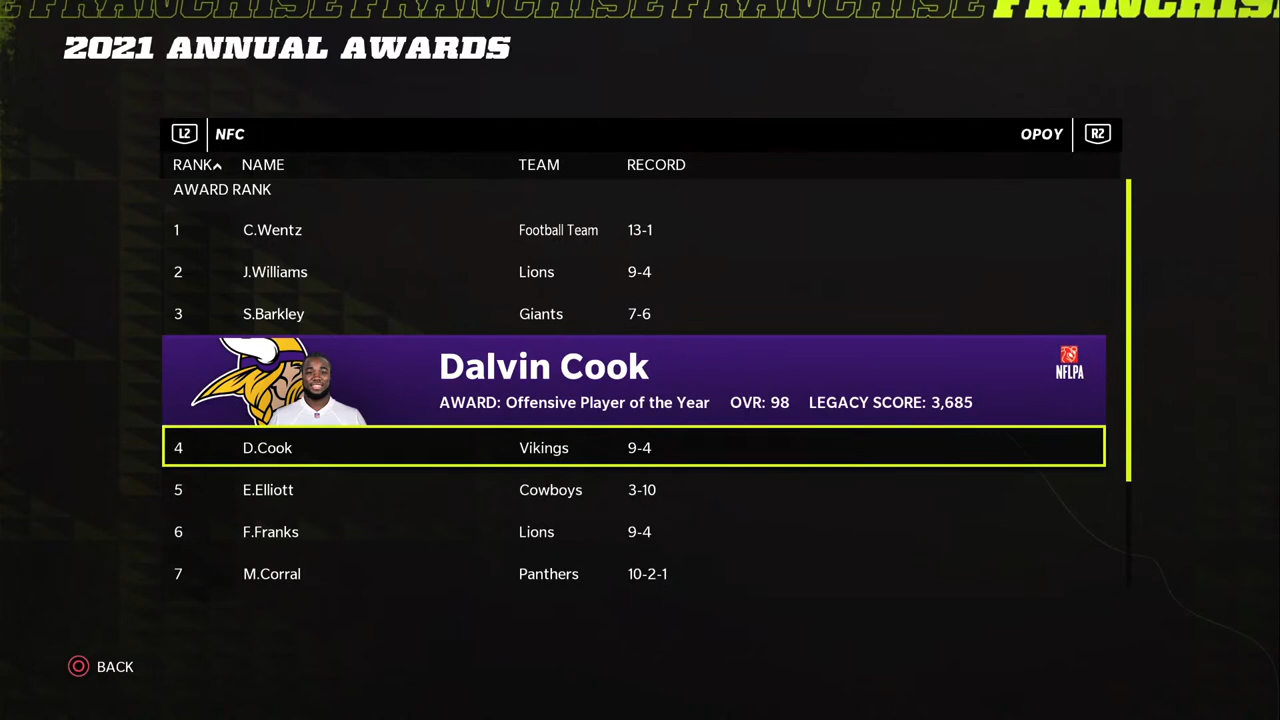 FRANCHISE FRANCHISE FRANCHISE FRANCHIS
2021 ANNUAL AWARDS
L2 NFC OPOY R2
RANK NAME TEAM RECORD
AWARD RANK
1 C.Wentz Football Team 13-1
2 J.Williams Lions 9-4
3 S.Barkley Giants 7-6
Dalvin Cook
AWARD: Offensive Player of the Year OVR: 98 LEGACY SCORE: 3,685
NFLPA
4 D.Cook Vikings 9-4
5 E.Elliott Cowboys 3-10
6 F.Franks Lions 9-4
7 M.Corral Panthers 10-2-1
BACK